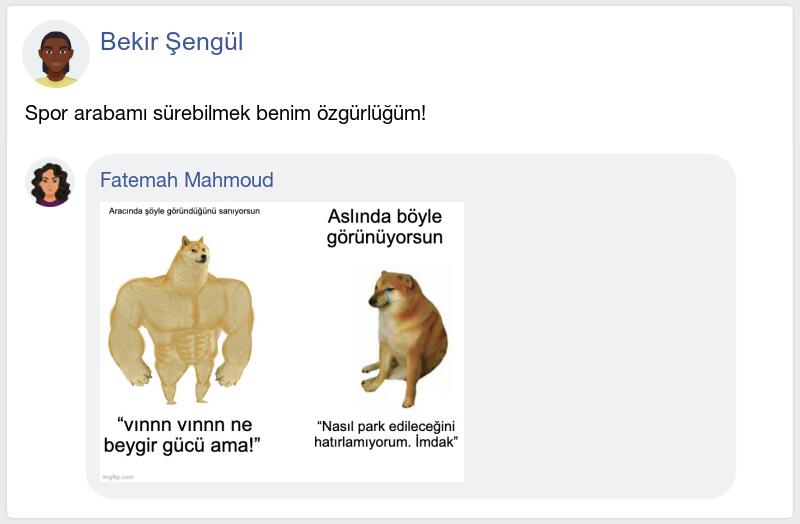 Bekir Şengül
Spor arabamı sürebilmek benim özgürlüğüm!
Fatemah Mahmoud
Aracında şöyle göründüğünü sanıyorsun
Aslında böyle
görünüyorsun
“vınnn vınnn ne
beygir gücü ama!”
“Nasıl park edileceğini
hatırlamıyorum. İmdak”
imgflip.com